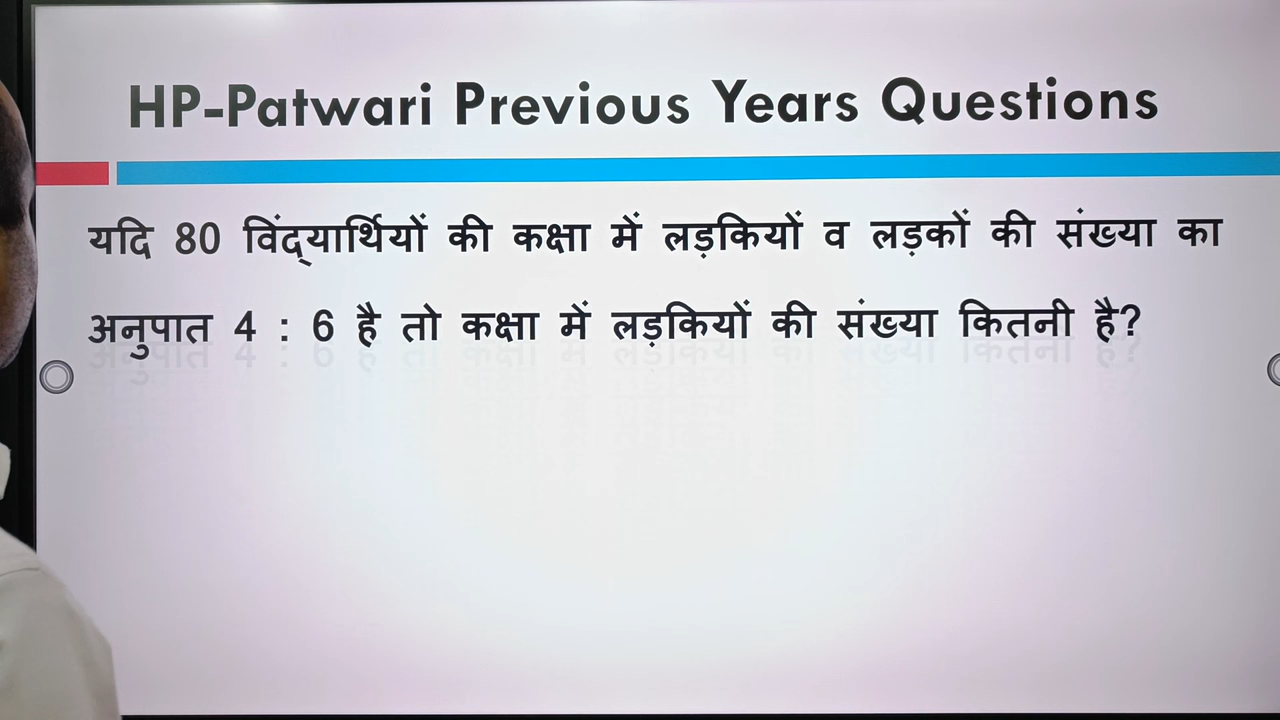 HP-Patwari Previous Years Questions
यदि 80 विंद्यार्थियों की कक्षा में लड़कियों व लड़कों की संख्या का
अनुपात 4 : 6 है तो कक्षा में लड़कियों की संख्या कितनी है?